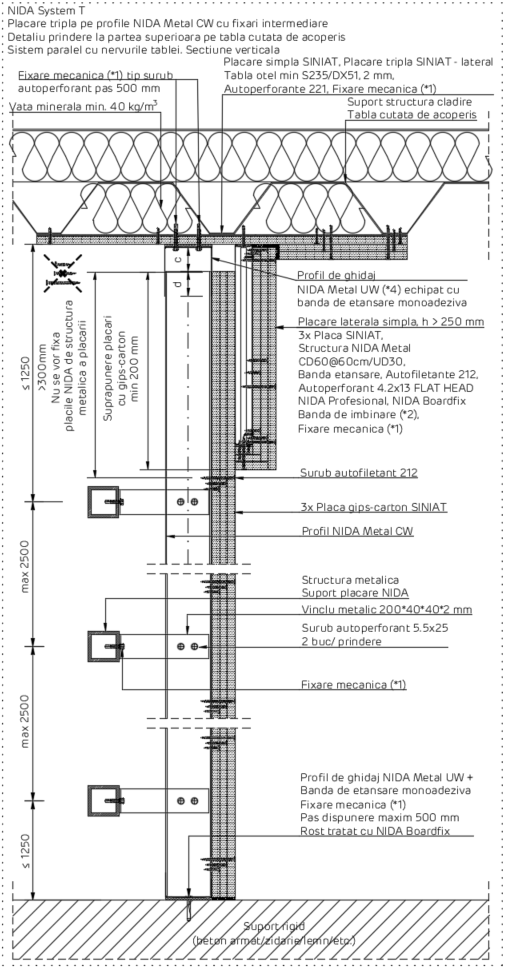 NIDA System T
Placare tripla pe profile NIDA Metal CW cu fixari intermediare
Detaliu prindere la partea superioara pe tabla cutata de acoperis
Sistem paralel cu nervurile tablei. Sectiune verticala
Placare simpla SINIAT, Placare tripla SINIAT - lateral
Tabla otel min S235/DX51, 2 mm,
Autoperforante 221, Fixare mecanica (*1)
Fixare mecanica (*1) tip surub
autoperforant pas 500 mm
Vata minerala min. 40 kg/m³
Suport structura cladire
Tabla cutata de acoperis
c
d
Profil de ghidaj
NIDA Metal UW (*4) echipat cu
banda de etansare monoadeziva
Placare laterala simpla, h > 250 mm
3x Placa SINIAT,
Structura NIDA Metal
CD60@60cm/UD30,
Banda etansare, Autofiletante 212,
Autoperforant 4.2x13 FLAT HEAD
NIDA Profesional, NIDA Boardfix
Banda de imbinare (*2),
Fixare mecanica (*1)
≤ 1250
>300mm
Nu se vor fixa
placile NIDA de structura
metalica a placarii
Suprapunere placari
cu gips-carton
min 200 mm
Surub autofiletant 212
3x Placa gips-carton SINIAT
Profil NIDA Metal CW
max 2500
Structura metalica
Suport placare NIDA
Vinclu metalic 200*40*40*2 mm
Surub autoperforant 5.5x25
2 buc/ prindere
Fixare mecanica (*1)
max 2500
Profil de ghidaj NIDA Metal UW +
Banda de etansare monoadeziva
Fixare mecanica (*1)
Pas dispunere maxim 500 mm
Rost tratat cu NIDA Boardfix
≤ 1250
Suport rigid
(beton armat/zidarie/lemn/etc.)